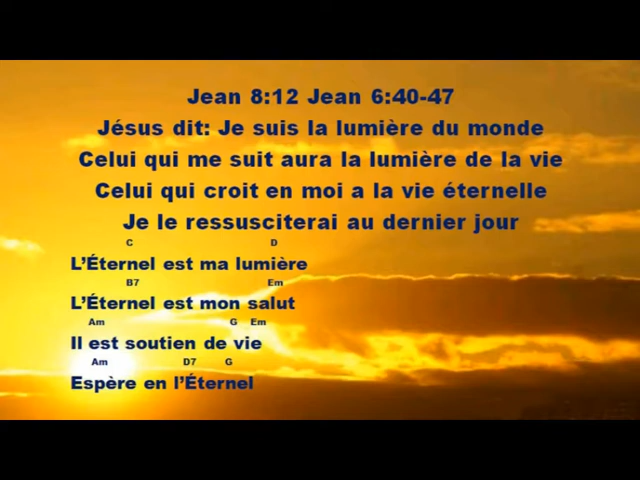 Jean 8:12 Jean 6:40-47
Jésus dit: Je suis la lumière du monde
Celui qui me suit aura la lumière de la vie
Celui qui croit en moi a la vie éternelle
Je le ressusciterai au dernier jour
C D
L’Éternel est ma lumière
B7 Em
L’Éternel est mon salut
Am G Em
Il est soutien de vie
Am D7 G
Espère en l’Éternel